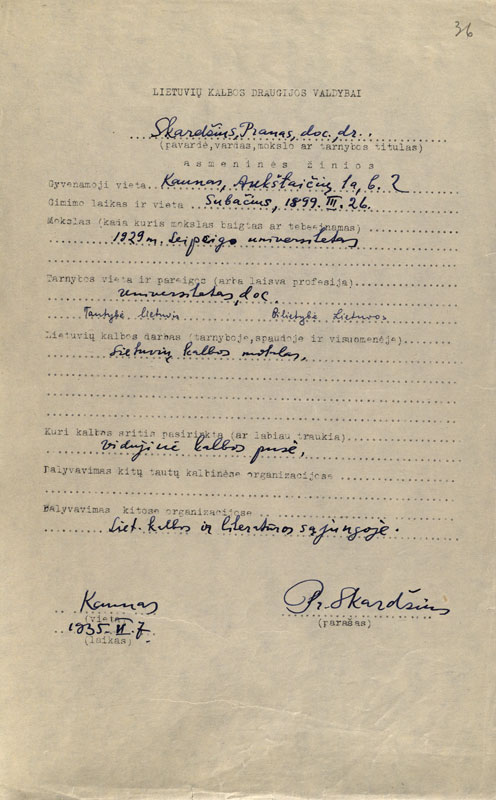 36
LIETUVIŲ KALBOS DRAUGIJOS VALDYBAI
Skardžius, Pranas, doc., dr.
(pavardė,vardas,mokslo ar tarnybos titulas)
asmeninės žinios
Gyvenamoji vieta Kaunas, Aukštaičių 1a, b. 2
Gimimo laikas ir vieta Subačius, 1899. III. 26.
Mokslas (kada kuris mokslas baigtas ar tebeinamas)
1929 m. Leipcigo universitetas
Tarnybos vieta ir pareigos (arba laisva profesija)
universitetas, doc.
Tautybė lietuvis Pilietybė Lietuvos
Lietuvių kalbos darbas (tarnyboje,spaudoje ir visuomenėje)
Lietuvių kalbos mokslas,
Kuri kalbos sritis pasirinkta (ar labiau traukia)
vidujinė kalbos pusė,
Dalyvavimas kitų tautų kalbinėse organizacijose
Dalyvavimas kitose organizacijose
Liet. kalbos ir literatūros sąjungoje.
Kaunas
(vieta)
1935. II. 7.
(laikas)
Pr. Skardžius
(parašas)